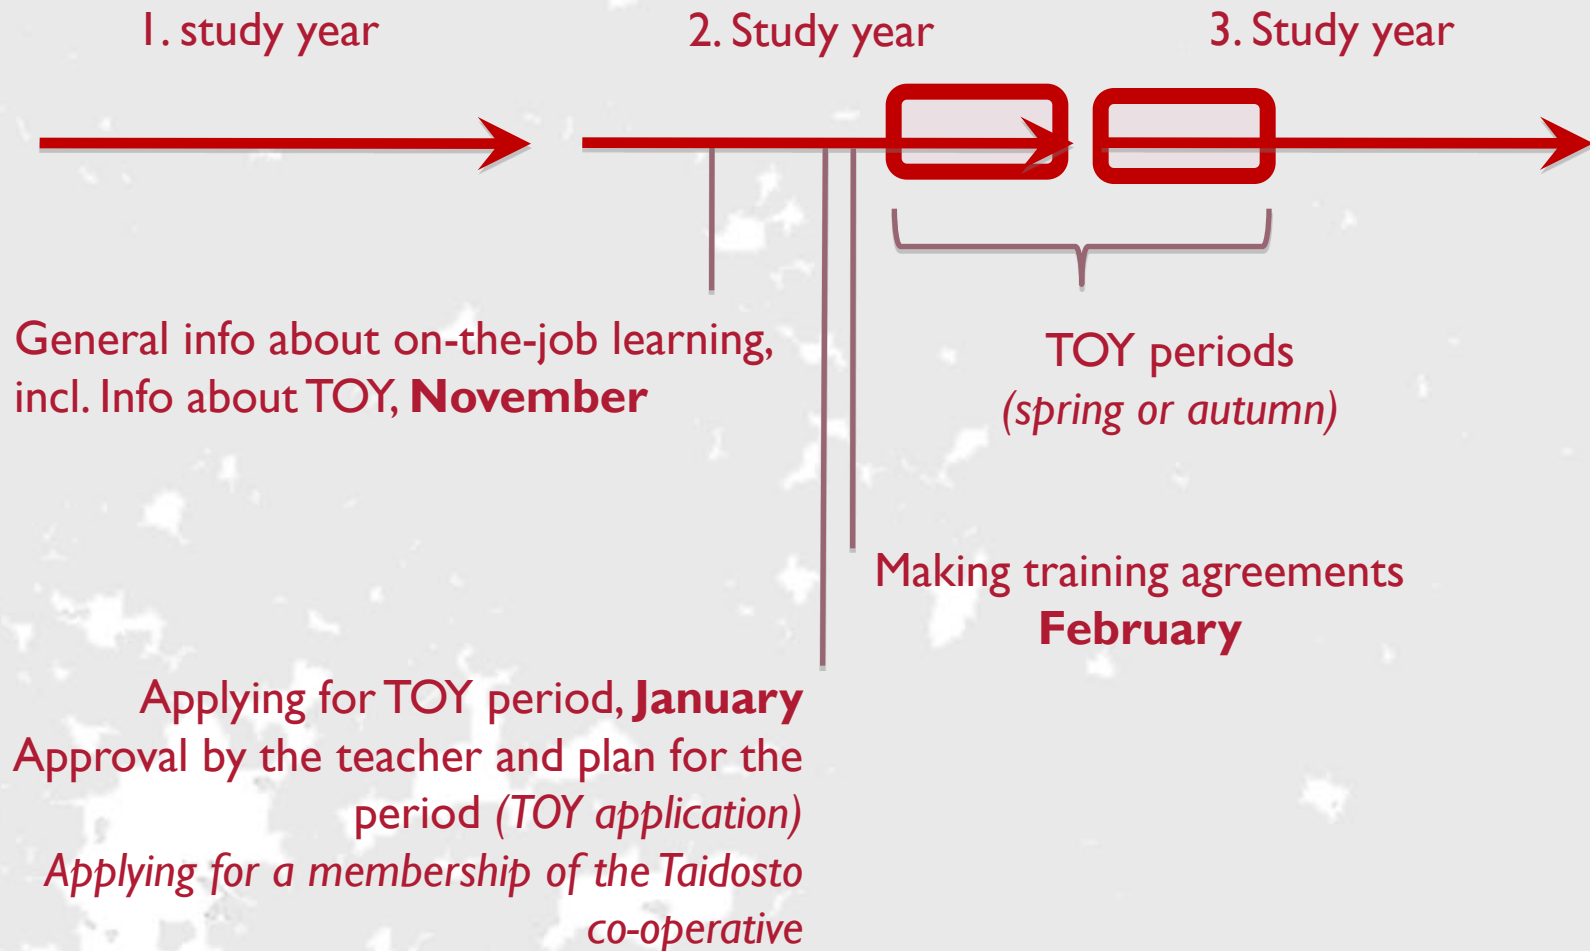 1. study year
2. Study year
3. Study year
General info about on-the-job learning,
incl. Info about TOY, November
TOY periods
(spring or autumn)
Making training agreements
February
Applying for TOY period, January
Approval by the teacher and plan for the
period (TOY application)
Applying for a membership of the Taidosto
co-operative